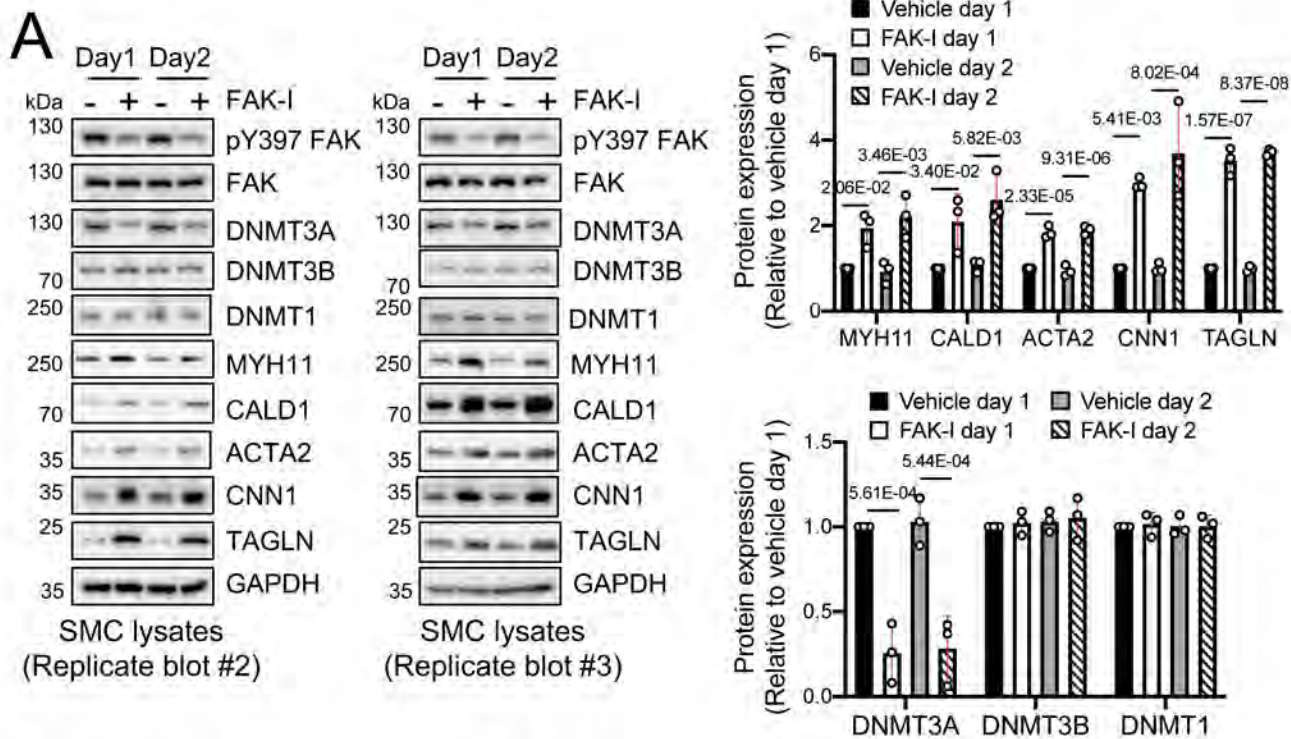 A
Day1 Day2
kDa - + - + FAK-I
130 pY397 FAK
130 FAK
130 DNMT3A
70 DNMT3B
250 DNMT1
250 MYH11
70 CALD1
35 ACTA2
35 CNN1
25 TAGLN
35 GAPDH
SMC lysates
(Replicate blot #2)
Day1 Day2
kDa - + - + FAK-I
130 pY397 FAK
130 FAK
130 DNMT3A
70 DNMT3B
250 DNMT1
250 MYH11
70 CALD1
35 ACTA2
35 CNN1
25 TAGLN
35 GAPDH
SMC lysates
(Replicate blot #3)
Vehicle day 1
FAK-I day 1
Vehicle day 2
FAK-I day 2
Protein expression
(Relative to vehicle day 1)
6
4
2
0
2.06E-02
3.46E-03
3.40E-02
5.82E-03
2.33E-05
9.31E-06
5.41E-03
8.02E-04
1.57E-07
8.37E-08
MYH11 CALD1 ACTA2 CNN1 TAGLN
Vehicle day 1 Vehicle day 2
FAK-I day 1 FAK-I day 2
Protein expression
(Relative to vehicle day 1)
1.5
1.0
0.5
0.0
5.61E-04
5.44E-04
DNMT3A DNMT3B DNMT1